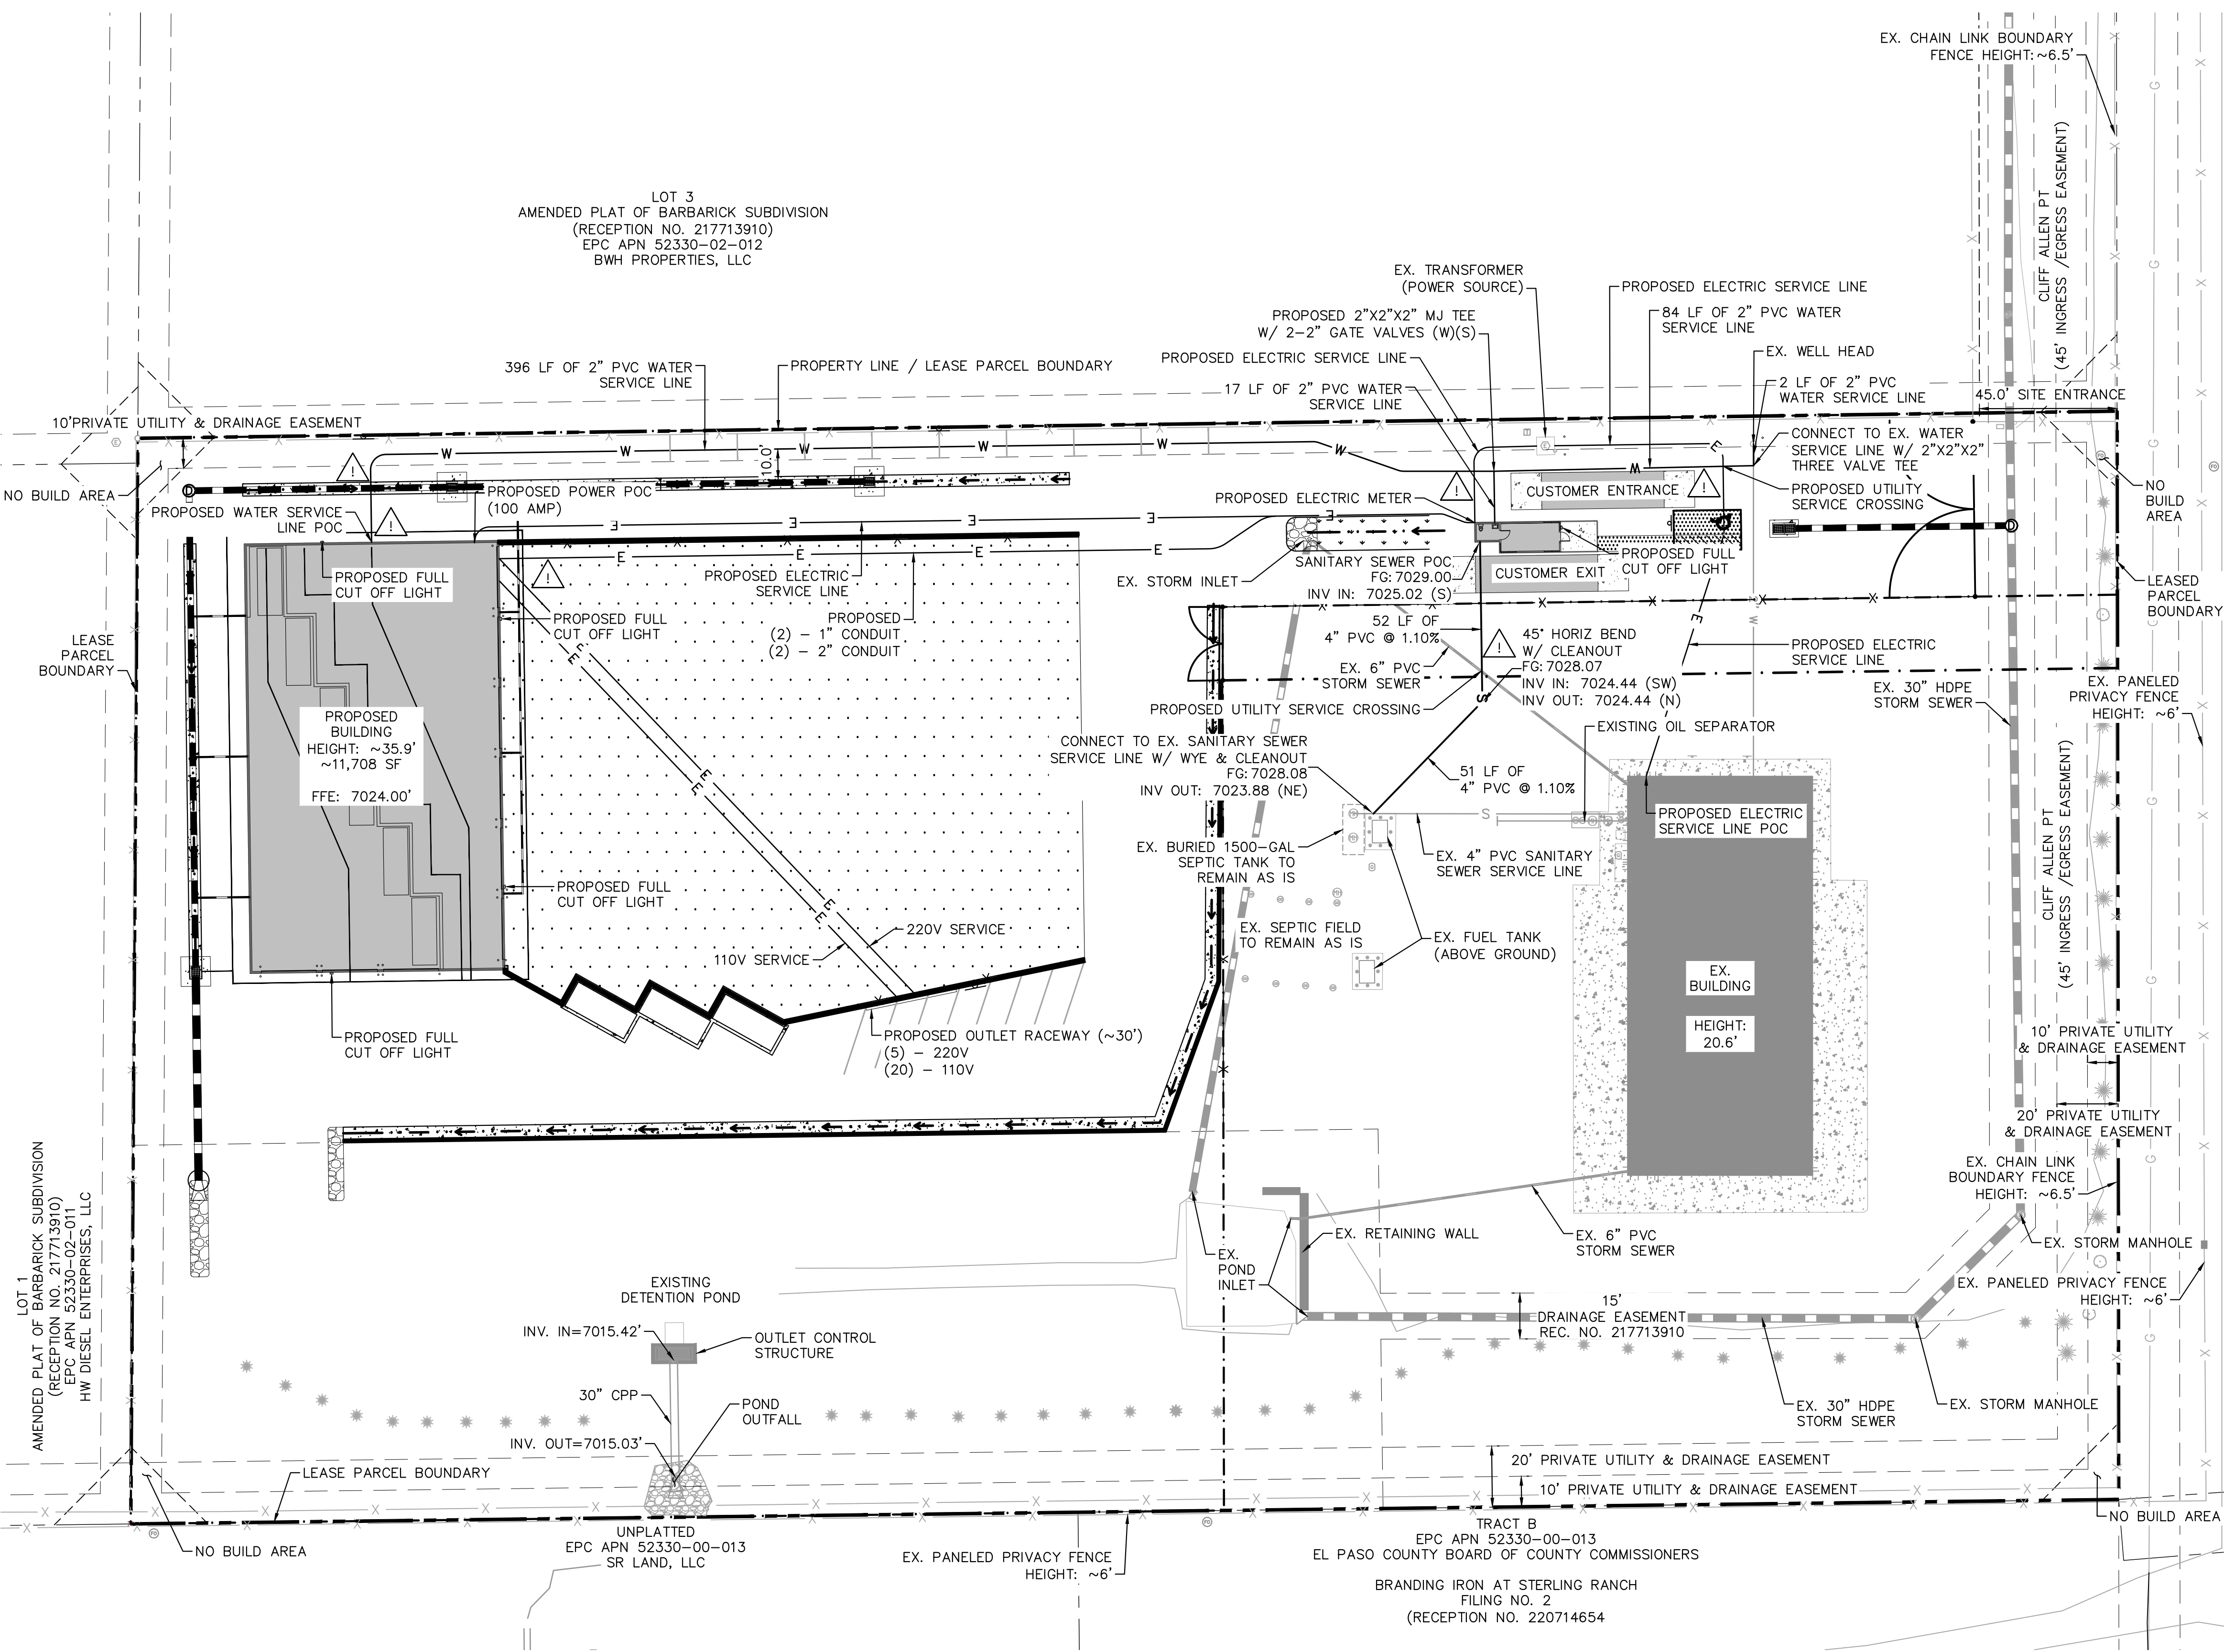 EX. CHAIN LINK BOUNDARY
FENCE HEIGHT: ~6.5'
LOT 3
AMENDED PLAT OF BARBARICK SUBDIVISION
(RECEPTION NO. 217713910)
EPC APN 52330-02-012
BWH PROPERTIES, LLC
CLIFF ALLEN PT
(45' INGRESS /EGRESS EASEMENT)
EX. TRANSFORMER
(POWER SOURCE)
PROPOSED ELECTRIC SERVICE LINE
PROPOSED 2"X2"X2" MJ TEE
W/ 2-2" GATE VALVES (W)(S)
84 LF OF 2" PVC WATER
SERVICE LINE
396 LF OF 2" PVC WATER
SERVICE LINE
PROPERTY LINE / LEASE PARCEL BOUNDARY
PROPOSED ELECTRIC SERVICE LINE
EX. WELL HEAD
17 LF OF 2" PVC WATER
SERVICE LINE
2 LF OF 2" PVC
WATER SERVICE LINE
45.0' SITE ENTRANCE
10'PRIVATE UTILITY & DRAINAGE EASEMENT
10.0'
CONNECT TO EX. WATER
SERVICE LINE W/ 2"X2"X2"
THREE VALVE TEE
NO BUILD AREA
PROPOSED POWER POC
(100 AMP)
PROPOSED WATER SERVICE
LINE POC
PROPOSED ELECTRIC METER
CUSTOMER ENTRANCE
PROPOSED UTILITY
SERVICE CROSSING
NO
BUILD
AREA
PROPOSED FULL
CUT OFF LIGHT
PROPOSED ELECTRIC
SERVICE LINE
EX. STORM INLET
SANITARY SEWER POC
FG: 7029.00
INV IN: 7025.02 (S)
CUSTOMER EXIT
PROPOSED FULL
CUT OFF LIGHT
LEASED
PARCEL
BOUNDARY
PROPOSED FULL
CUT OFF LIGHT
PROPOSED
(2) - 1" CONDUIT
(2) - 2" CONDUIT
52 LF OF
4" PVC @ 1.10%
45° HORIZ BEND
W/ CLEANOUT
FG: 7028.07
INV IN: 7024.44 (SW)
INV OUT: 7024.44 (N)
PROPOSED ELECTRIC
SERVICE LINE
LEASE
PARCEL
BOUNDARY
EX. 6" PVC
STORM SEWER
PROPOSED UTILITY SERVICE CROSSING
EX. 30" HDPE
STORM SEWER
EX. PANELED
PRIVACY FENCE
HEIGHT: ~6'
PROPOSED
BUILDING
HEIGHT: ~35.9'
~11,708 SF
FFE: 7024.00'
EXISTING OIL SEPARATOR
CONNECT TO EX. SANITARY SEWER
SERVICE LINE W/ WYE & CLEANOUT
FG: 7028.08
INV OUT: 7023.88 (NE)
51 LF OF
4" PVC @ 1.10%
CLIFF ALLEN PT
(45' INGRESS /EGRESS EASEMENT)
PROPOSED ELECTRIC
SERVICE LINE POC
EX. BURIED 1500-GAL
SEPTIC TANK TO
REMAIN AS IS
EX. 4" PVC SANITARY
SEWER SERVICE LINE
PROPOSED FULL
CUT OFF LIGHT
220V SERVICE
110V SERVICE
EX. SEPTIC FIELD
TO REMAIN AS IS
EX. FUEL TANK
(ABOVE GROUND)
EX.
BUILDING
HEIGHT:
20.6'
PROPOSED FULL
CUT OFF LIGHT
PROPOSED OUTLET RACEWAY (~30')
(5) - 220V
(20) - 110V
10' PRIVATE UTILITY
& DRAINAGE EASEMENT
20' PRIVATE UTILITY
& DRAINAGE EASEMENT
LOT 1
AMENDED PLAT OF BARBARICK SUBDIVISION
(RECEPTION NO. 217713910)
EPC APN 52330-02-011
HW DIESEL ENTERPRISES, LLC
EX. CHAIN LINK
BOUNDARY FENCE
HEIGHT: ~6.5'
EX. RETAINING WALL
EX. 6" PVC
STORM SEWER
EX. STORM MANHOLE
EX.
POND
INLET
EXISTING
DETENTION POND
EX. PANELED PRIVACY FENCE
HEIGHT: ~6'
15'
DRAINAGE EASEMENT
REC. NO. 217713910
INV. IN=7015.42'
OUTLET CONTROL
STRUCTURE
30" CPP
POND
OUTFALL
EX. 30" HDPE
STORM SEWER
EX. STORM MANHOLE
INV. OUT=7015.03'
LEASE PARCEL BOUNDARY
20' PRIVATE UTILITY & DRAINAGE EASEMENT
10' PRIVATE UTILITY & DRAINAGE EASEMENT
NO BUILD AREA
NO BUILD AREA
UNPLATTED
EPC APN 52330-00-013
SR LAND, LLC
EX. PANELED PRIVACY FENCE
HEIGHT: ~6'
TRACT B
EPC APN 52330-00-013
EL PASO COUNTY BOARD OF COUNTY COMMISSIONERS
BRANDING IRON AT STERLING RANCH
FILING NO. 2
(RECEPTION NO. 220714654